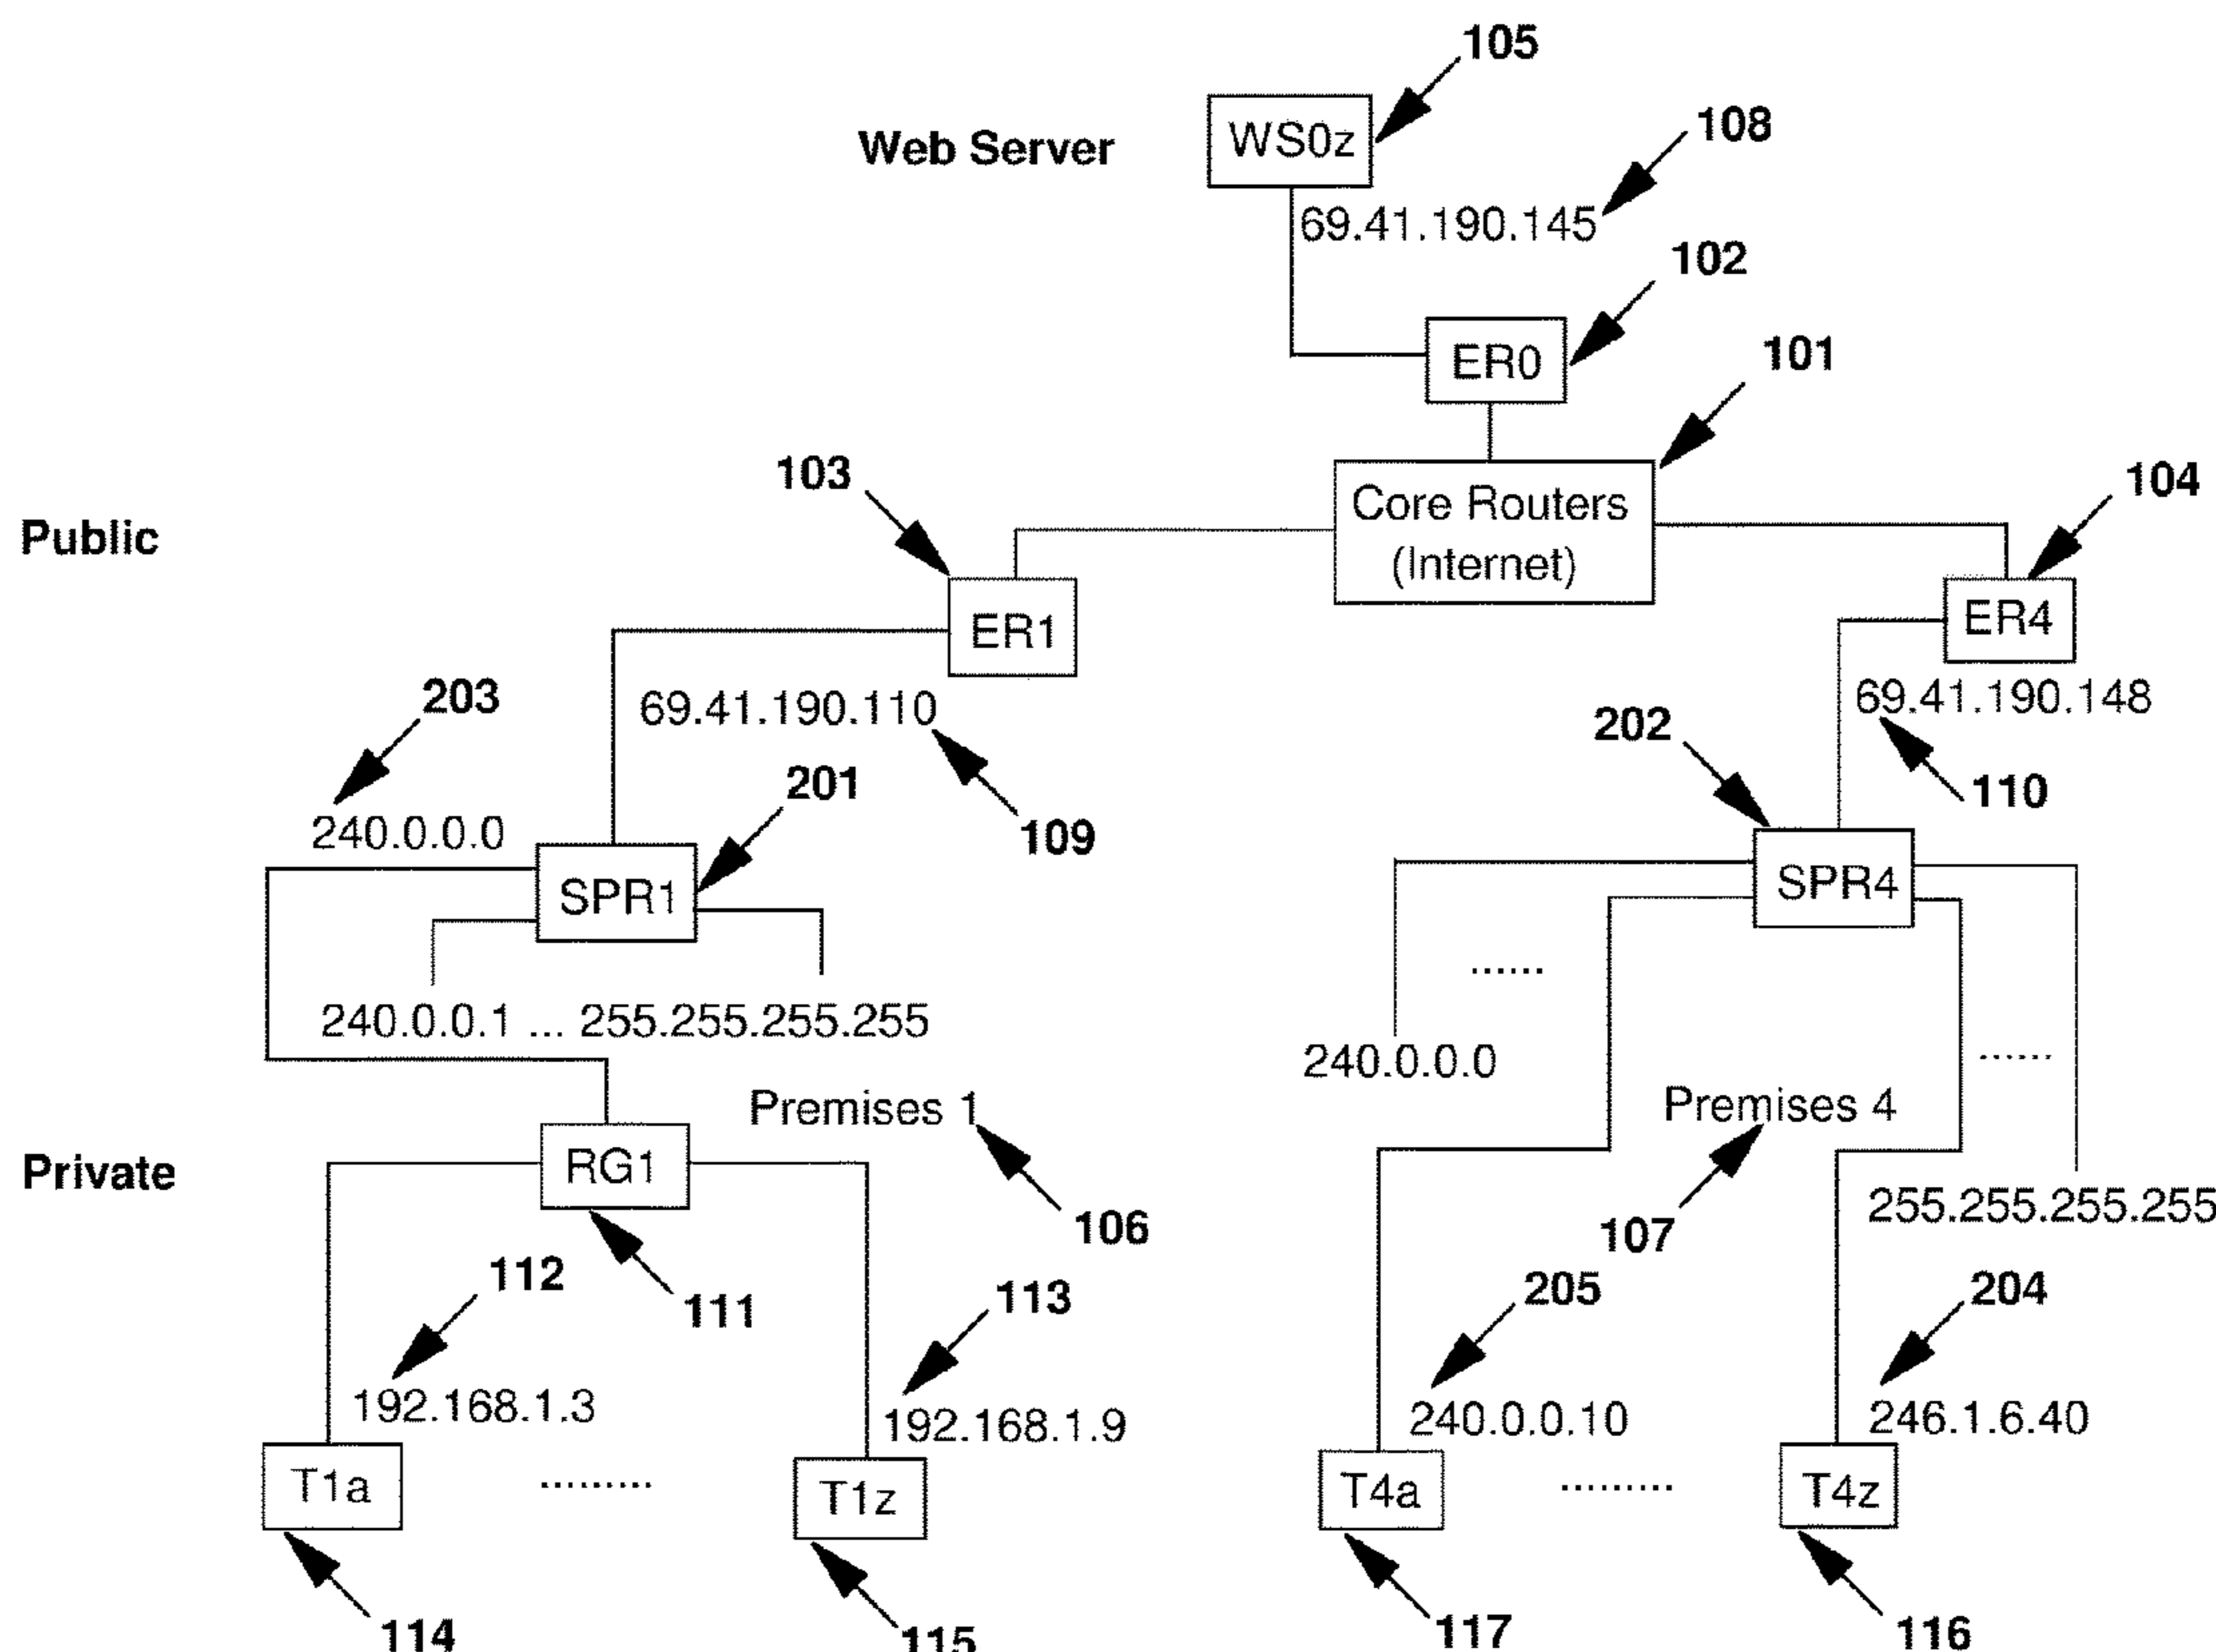 105
WS0z
108
Web Server
69.41.190.145
102
ER0
101
103
Core Routers
(Internet)
104
Public
ER1
ER4
203
69.41.190.110
69.41.190.148
202
201
110
240.0.0.0
109
SPR1
SPR4
......
240.0.0.1 ... 255.255.255.255
240.0.0.0
......
Premises 1
Premises 4
Private
RG1
255.255.255.255
106
107
112
111
113
205
204
192.168.1.3
192.168.1.9
240.0.0.10
246.1.6.40
T1a
.........
T1z
T4a
.........
T4z
114
115
117
116